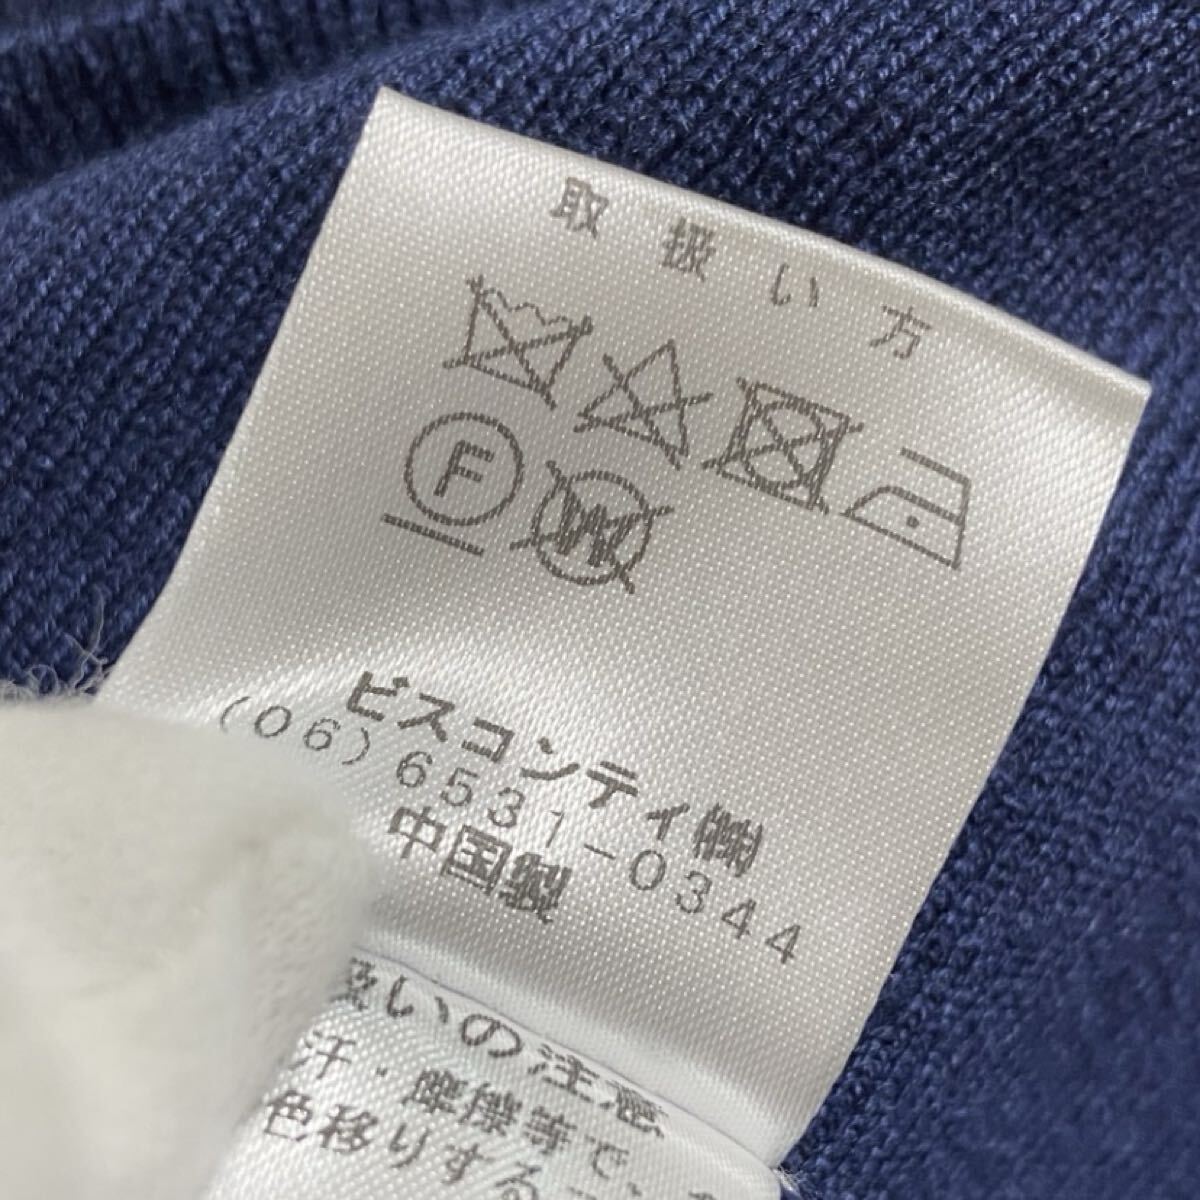 取扱い方
F W
ビスコンティ㈱
(06)6531-0344
中国製
扱いの注意
汗・摩擦等で、
色移りする